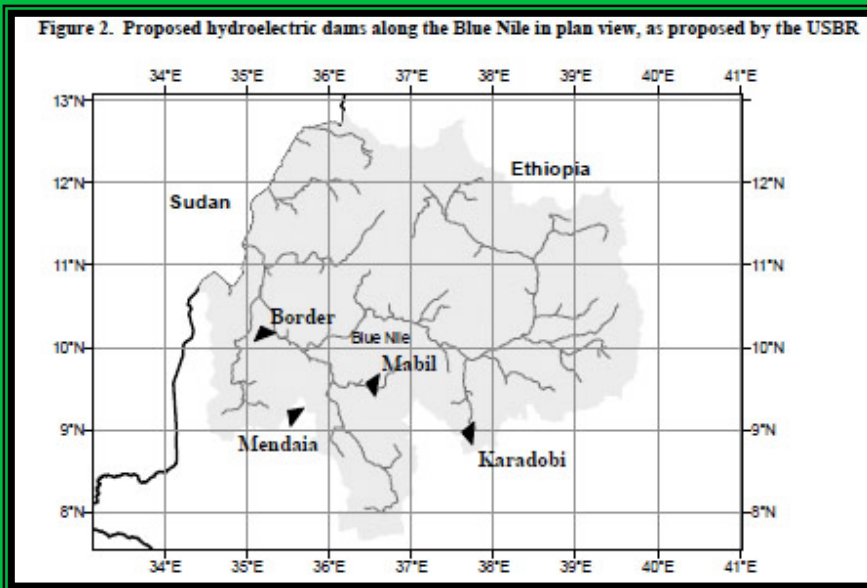 Figure 2. Proposed hydroelectric dams along the Blue Nile in plan view, as proposed by the USBR
34°E 35°E 36°E 37°E 38°E 39°E 40°E 41°E
13°N
12°N 12°N
Ethiopia
Sudan
11°N 11°N
Border
Blue Nile
10°N 10°N
Mabil
9°N 9°N
Mendaia
Karadobi
8°N 8°N
34°E 35°E 36°E 37°E 38°E 39°E 40°E 41°E